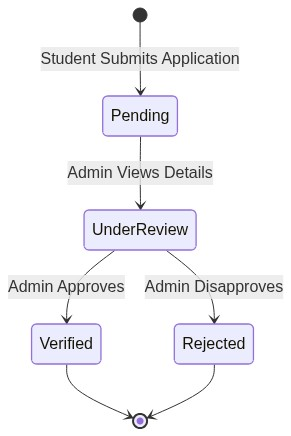 Student Submits Application
Pending
Admin Views Details
UnderReview
Admin Approves
Admin Disapproves
Verified
Rejected